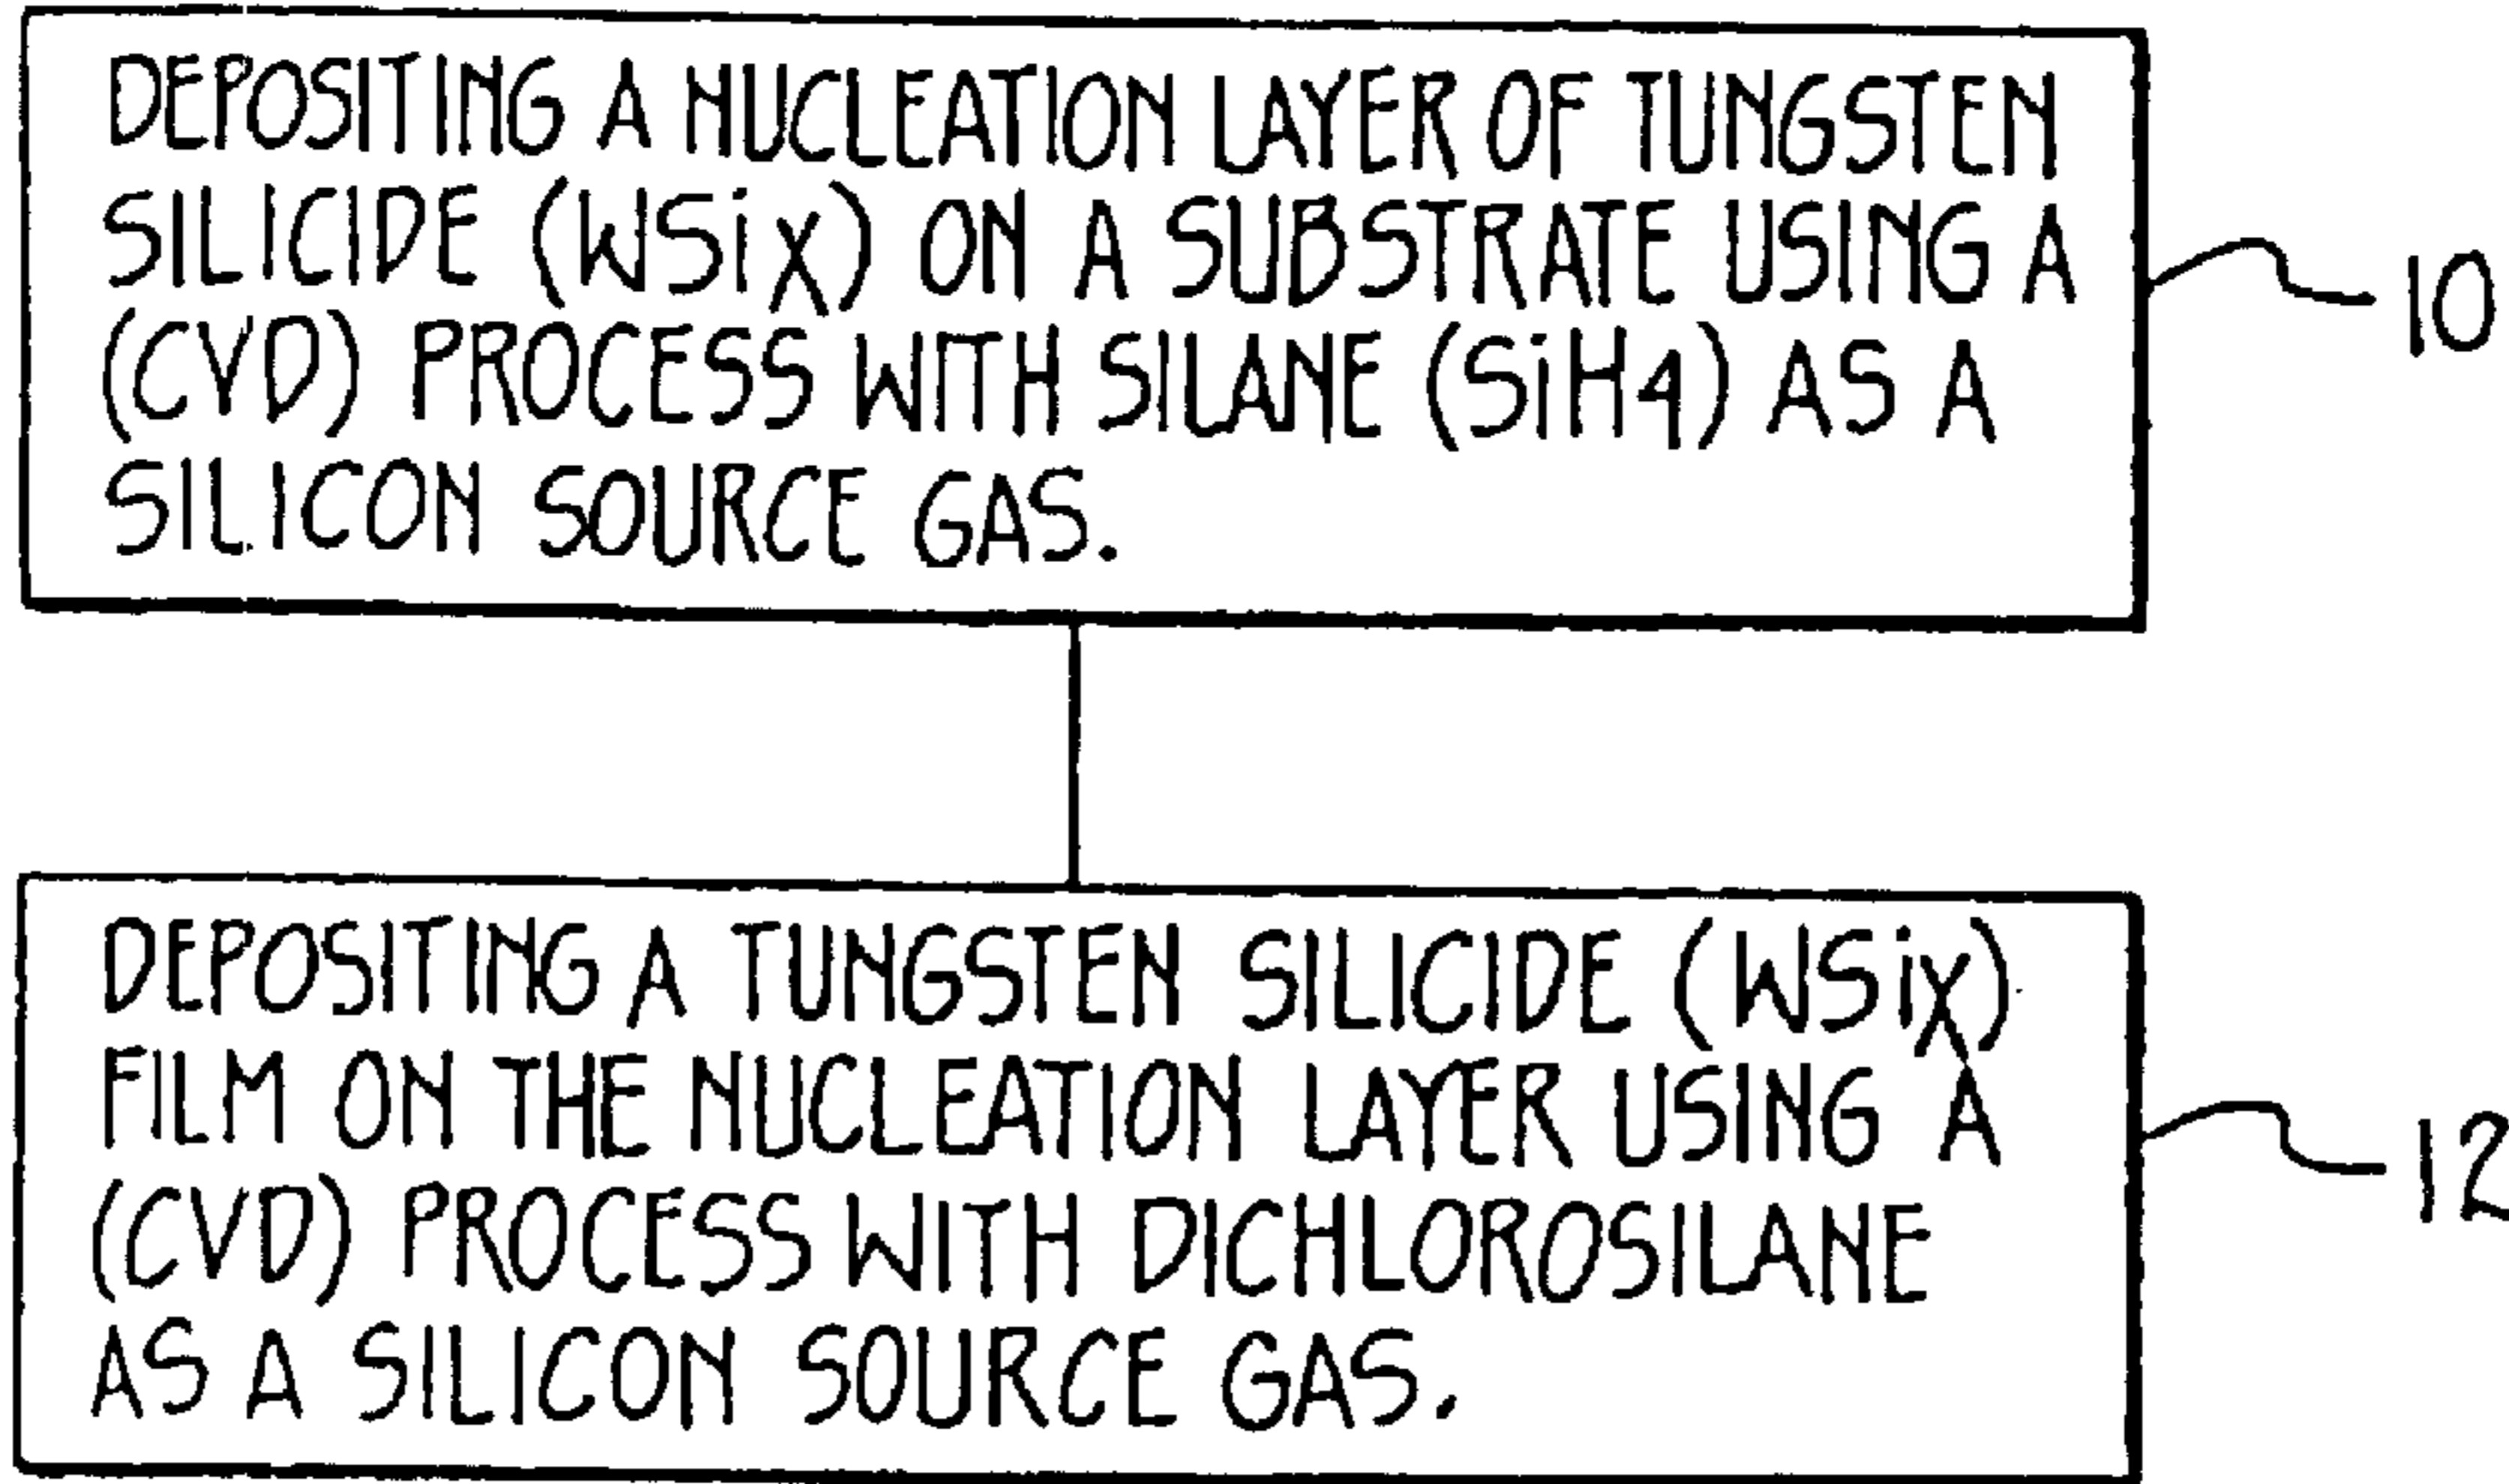 DEPOSITING A NUCLEATION LAYER OF TUNGSTEN
SILICIDE (WSix) ON A SUBSTRATE USING A
(CVD) PROCESS WITH SILANE (SiH4) AS A
SILICON SOURCE GAS.
10
DEPOSITING A TUNGSTEN SILICIDE (WSix)
FILM ON THE NUCLEATION LAYER USING A
(CVD) PROCESS WITH DICHLOROSILANE
AS A SILICON SOURCE GAS.
12